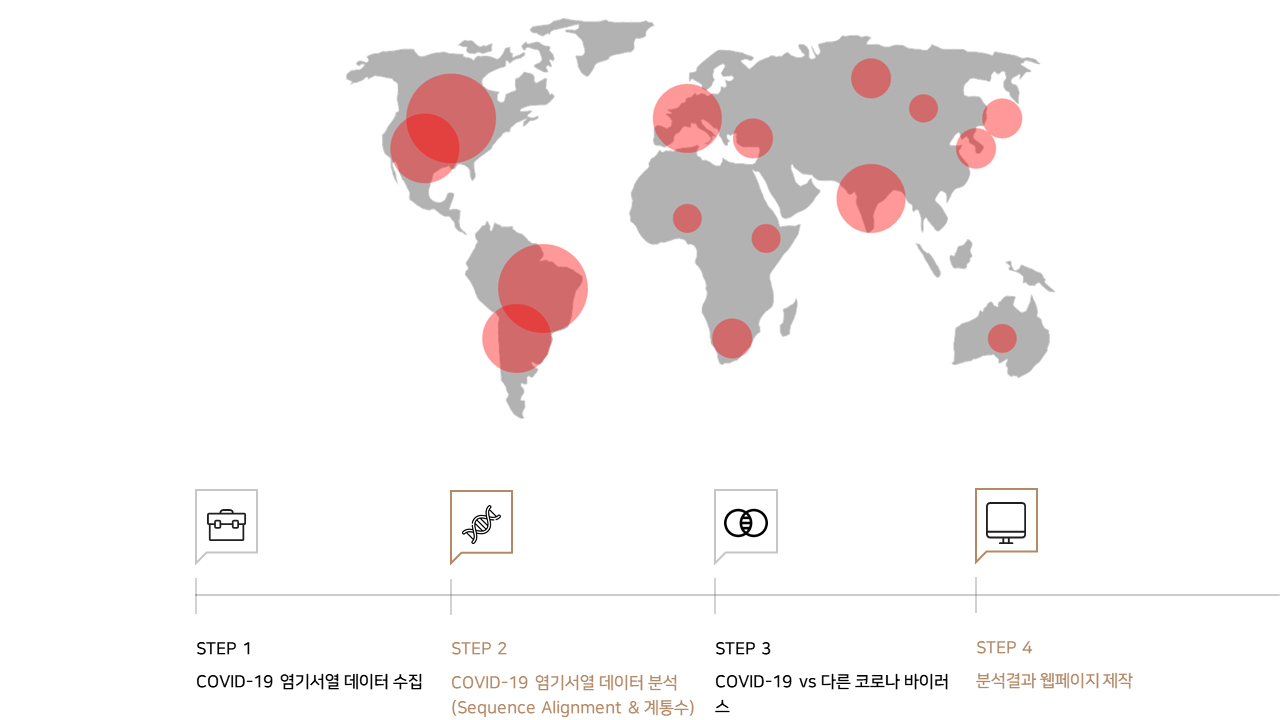 STEP 1
COVID-19 염기서열 데이터 수집
STEP 2
COVID-19 염기서열 데이터 분석
(Sequence Alignment & 계통수)
STEP 3
COVID-19 vs 다른 코로나 바이러
스
STEP 4
분석결과 웹페이지 제작